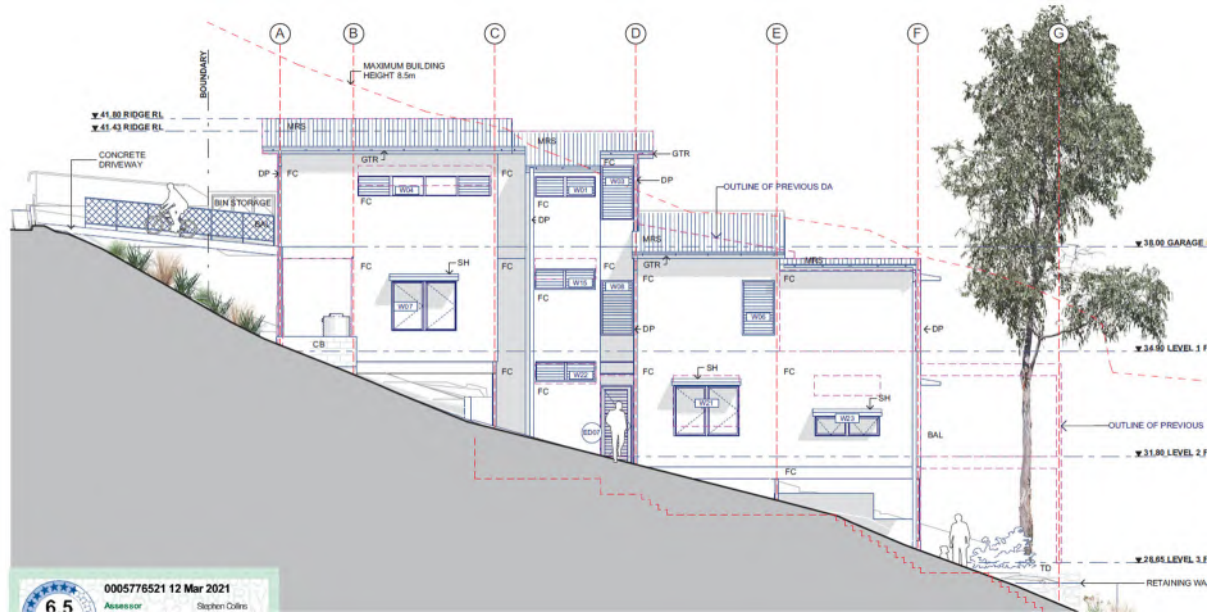 A B C D E F G
BOUNDARY
MAXIMUM BUILDING
HEIGHT 8.5m
41.80 RIDGE RL
41.43 RIDGE RL
MRS
MRS
GTR
FC
GTR
CONCRETE
DRIVEWAY
DP
FC
W04
FC
FC
W01
FC
W03
DP
OUTLINE OF PREVIOUS DA
BIN STORAGE
BAL
DP
MRS
38.00 GARAGE
FC
SH
FC
W15
FC
FC
W08
GTR
FC
MRS
FC
W07
W06
DP
DP
CB
34.90 LEVEL 1 F
FC
W22
FC
FC
SH
W21
FC
SH
W23
ED07
BAL
OUTLINE OF PREVIOUS
31.80 LEVEL 2 F
FC
28.65 LEVEL 3 F
TD
RETAINING WA
6.5
0005776521 12 Mar 2021
Assessor Stephen Collins